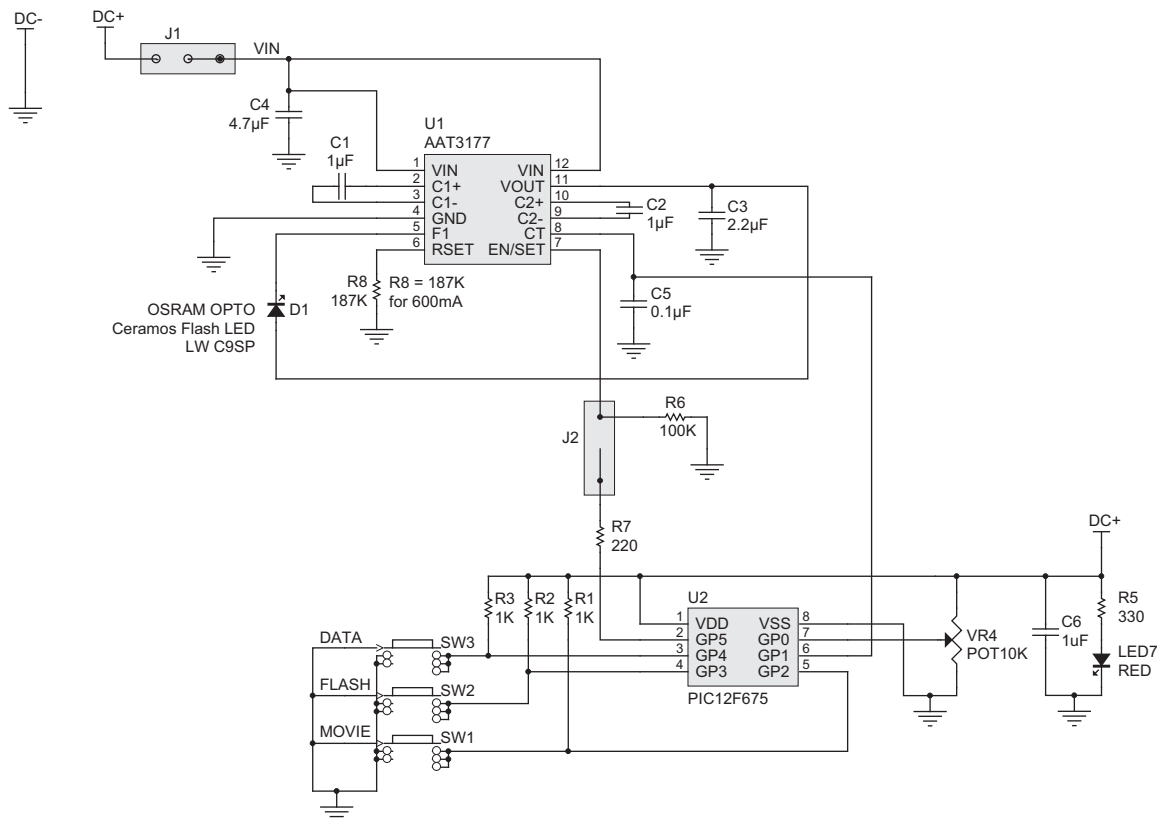 DC-
DC+
J1
VIN
C4
4.7µF
U1
AAT3177
C1
1µF
1 VIN
2 C1+
3 C1-
4 GND
5 F1
6 RSET
VIN 12
VOUT 11
C2+ 10
C2- 9
CT 8
EN/SET 7
C2
1µF
C3
2.2µF
R8
187K
R8 = 187K
for 600mA
C5
0.1µF
OSRAM OPTO
Ceramos Flash LED
LW C9SP
D1
J2
R6
100K
R7
220
DC+
R3
1K
R2
1K
R1
1K
U2
1 VDD
2 GP5
3 GP4
4 GP3
VSS 8
GP0 7
GP1 6
GP2 5
PIC12F675
VR4
POT10K
C6
1uF
R5
330
LED7
RED
DATA
SW3
FLASH
SW2
MOVIE
SW1